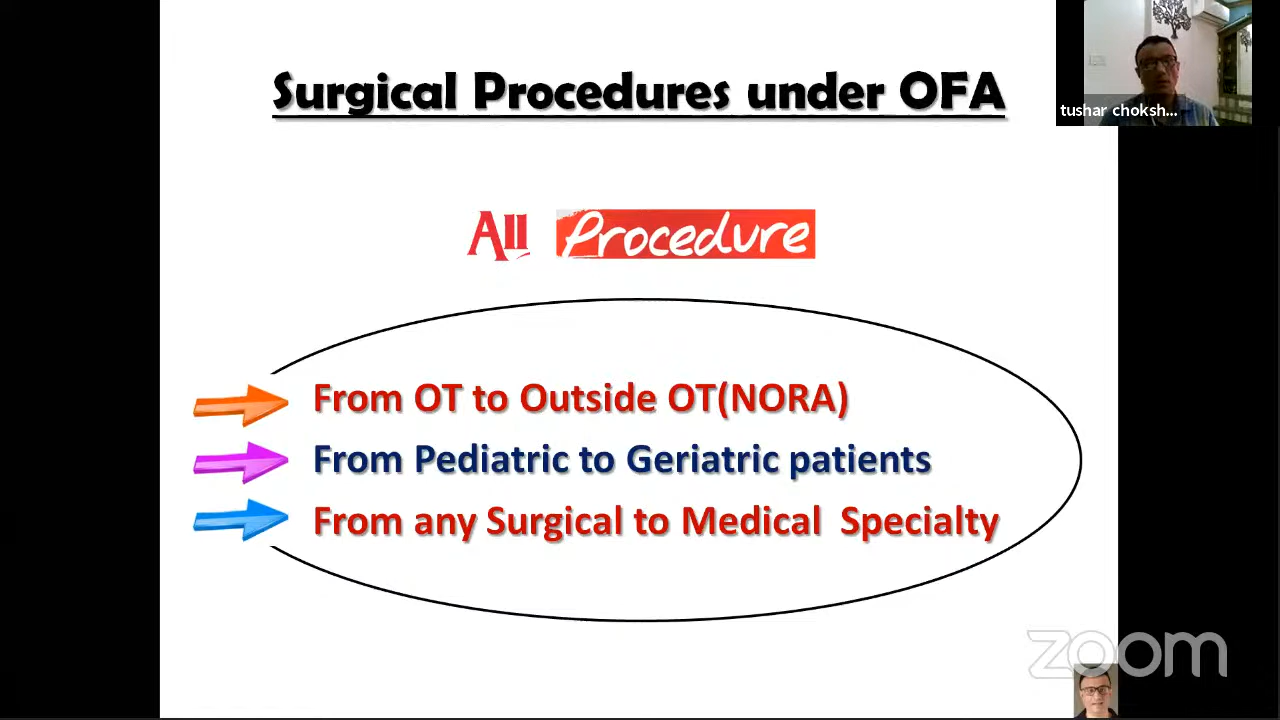 Surgical Procedures under OFA
tushar choksh...
All Procedure
From OT to Outside OT(NORA)
From Pediatric to Geriatric patients
From any Surgical to Medical Specialty
zoom